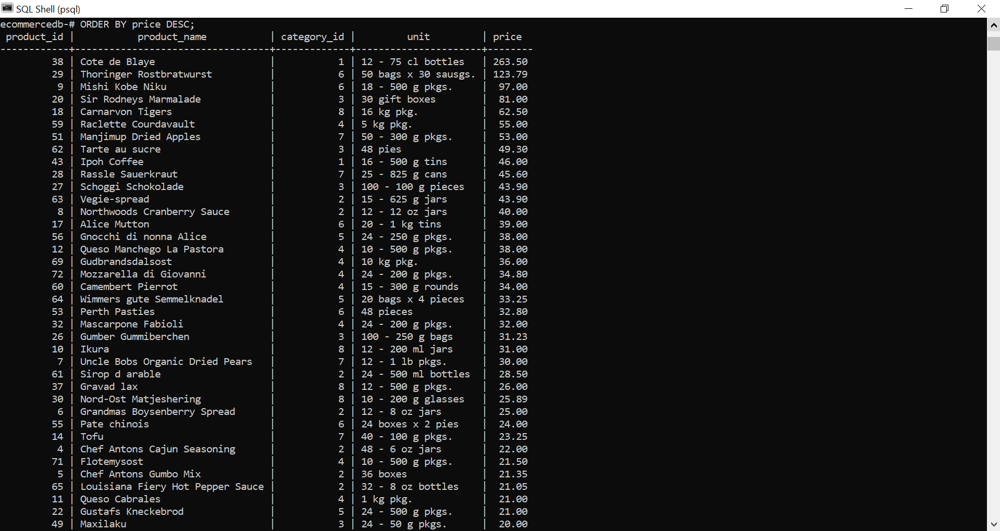 SQL Shell (psql)
ecommercedb-# ORDER BY price DESC;
 product_id |           product_name           | category_id |         unit         | price
------------+----------------------------------+-------------+----------------------+--------
         38 | Cote de Blaye                    |           1 | 12 - 75 cl bottles   | 263.50
         29 | Thoringer Rostbratwurst          |           6 | 50 bags x 30 sausgs. | 123.79
          9 | Mishi Kobe Niku                  |           6 | 18 - 500 g pkgs.     |  97.00
         20 | Sir Rodneys Marmalade            |           3 | 30 gift boxes        |  81.00
         18 | Carnarvon Tigers                 |           8 | 16 kg pkg.           |  62.50
         59 | Raclette Courdavault             |           4 | 5 kg pkg.            |  55.00
         51 | Manjimup Dried Apples            |           7 | 50 - 300 g pkgs.     |  53.00
         62 | Tarte au sucre                   |           3 | 48 pies              |  49.30
         43 | Ipoh Coffee                      |           1 | 16 - 500 g tins      |  46.00
         28 | Rassle Sauerkraut                |           7 | 25 - 825 g cans      |  45.60
         27 | Schoggi Schokolade               |           3 | 100 - 100 g pieces   |  43.90
         63 | Vegie-spread                     |           2 | 15 - 625 g jars      |  43.90
          8 | Northwoods Cranberry Sauce       |           2 | 12 - 12 oz jars      |  40.00
         17 | Alice Mutton                     |           6 | 20 - 1 kg tins       |  39.00
         56 | Gnocchi di nonna Alice           |           5 | 24 - 250 g pkgs.     |  38.00
         12 | Queso Manchego La Pastora        |           4 | 10 - 500 g pkgs.     |  38.00
         69 | Gudbrandsdalsost                 |           4 | 10 kg pkg.           |  36.00
         72 | Mozzarella di Giovanni           |           4 | 24 - 200 g pkgs.     |  34.80
         60 | Camembert Pierrot                |           4 | 15 - 300 g rounds    |  34.00
         64 | Wimmers gute Semmelknadel        |           5 | 20 bags x 4 pieces   |  33.25
         53 | Perth Pasties                    |           6 | 48 pieces            |  32.80
         32 | Mascarpone Fabioli               |           4 | 24 - 200 g pkgs.     |  32.00
         26 | Gumber Gummiberchen              |           3 | 100 - 250 g bags     |  31.23
         10 | Ikura                            |           8 | 12 - 200 ml jars     |  31.00
          7 | Uncle Bobs Organic Dried Pears   |           7 | 12 - 1 lb pkgs.      |  30.00
         61 | Sirop d arable                   |           2 | 24 - 500 ml bottles  |  28.50
         37 | Gravad lax                       |           8 | 12 - 500 g pkgs.     |  26.00
         30 | Nord-Ost Matjeshering            |           8 | 10 - 200 g glasses   |  25.89
          6 | Grandmas Boysenberry Spread      |           2 | 12 - 8 oz jars       |  25.00
         55 | Pate chinois                     |           6 | 24 boxes x 2 pies    |  24.00
         14 | Tofu                             |           7 | 40 - 100 g pkgs.     |  23.25
          4 | Chef Antons Cajun Seasoning      |           2 | 48 - 6 oz jars       |  22.00
         71 | Flotemysost                      |           4 | 10 - 500 g pkgs.     |  21.50
          5 | Chef Antons Gumbo Mix            |           2 | 36 boxes             |  21.35
         65 | Louisiana Fiery Hot Pepper Sauce |           2 | 32 - 8 oz bottles    |  21.05
         11 | Queso Cabrales                   |           4 | 1 kg pkg.            |  21.00
         22 | Gustafs Kneckebrod               |           5 | 24 - 500 g pkgs.     |  21.00
         49 | Maxilaku                         |           3 | 24 - 50 g pkgs.      |  20.00